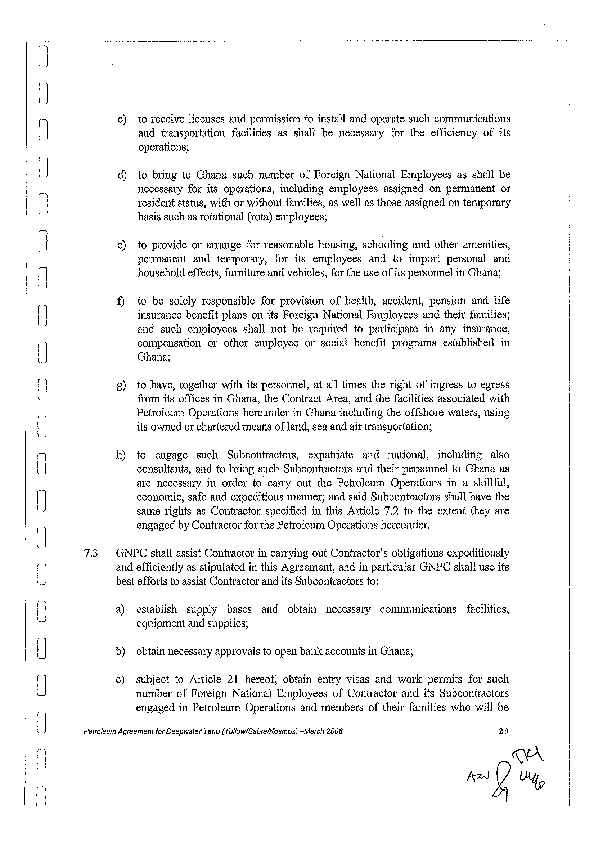 c) to receive licenses and permission to install and operate such communications
and transportation facilities as shall be necessary for the efficiency of its
operations;
d) to bring to Ghana such number of Foreign National Employees as shall be
necessary for its operations, including employees assigned on permanent or
resident status, with or without families, as well as those assigned on temporary
basis such as rotational (rota) employees;
e) to provide or arrange for reasonable housing, schooling and other amenities,
permanent and temporary, for its employees and to import personal and
household effects, furniture and vehicles, for the use of its personnel in Ghana;
f) to be solely responsible for provision of health, accident, pension and life
insurance benefit plans on its Foreign National Employees and their families;
and such employees shall not be required to participate in any insurance,
compensation or other employee or social benefit programs established in
Ghana;
g) to have, together with its personnel, at all times the right of ingress to egress
from its offices in Ghana, the Contract Area, and the facilities associated with
Petroleum Operations hereunder in Ghana including the offshore waters, using
its owned or chartered means of land, sea and air transportation;
h) to engage such Subcontractors, expatriate and national, including also
consultants, and to bring such Subcontractors and their personnel to Ghana as
are necessary in order to carry out the Petroleum Operations in a skillful,
economic, safe and expeditious manner; and said Subcontractors shall have the
same rights as Contractor specified in this Article 7.2 to the extent they are
engaged by Contractor for the Petroleum Operations hereunder.
7.3 GNPC shall assist Contractor in carrying out Contractor's obligations expeditiously
and efficiently as stipulated in this Agreement, and in particular GNPC shall use its
best efforts to assist Contractor and its Subcontractors to:
a) establish supply bases and obtain necessary communications facilities,
equipment and supplies;
b) obtain necessary approvals to open bank accounts in Ghana;
c) subject to Article 21 hereof, obtain entry visas and work permits for such
number of Foreign National Employees of Contractor and its Subcontractors
engaged in Petroleum Operations and members of their families who will be
Petroleum Agreement for Deepwater Tano (Tullow/Sabre/Kosmos) –March 2006